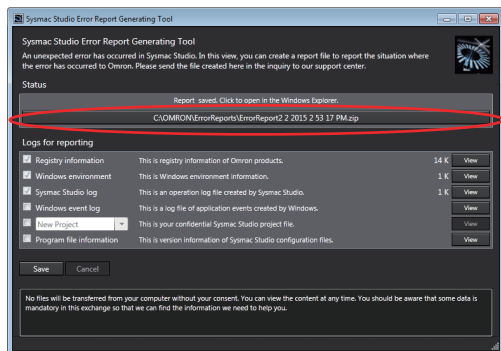 Sysmac Studio Error Report Generating Tool
Sysmac Studio Error Report Generating Tool
An unexpected error has occurred in Sysmac Studio. In this view, you can create a report file to report the situation where
the error has occurred to Omron. Please send the file created here in the inquiry to our support center.
Status
Report saved. Click to open in the Windows Explorer.
C:\OMRON\ErrorReports\ErrorReport2 2 2015 2 53 17 PM.zip
Logs for reporting
Registry information This is registry information of Omron products. 14 K View
Windows environment This is Windows environment information. 1 K View
Sysmac Studio log This is an operation log file created by Sysmac Studio. 1 K View
Windows event log This is a log file of application events created by Windows. View
New Project This is your confidential Sysmac Studio project file. View
Program file information This is version information of Sysmac Studio configuration files. View
Save Cancel
No files will be transferred from your computer without your consent. You can view the content at any time. You should be aware that some data is
mandatory in this exchange so that we can find the information we need to help you.